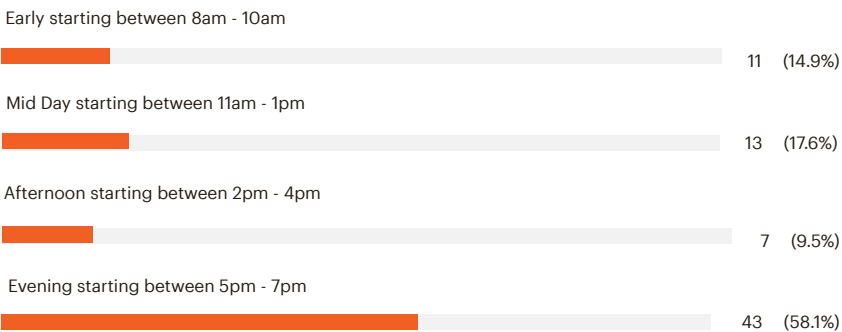 Early starting between 8am - 10am
11 (14.9%)
Mid Day starting between 11am - 1pm
13 (17.6%)
Afternoon starting between 2pm - 4pm
7 (9.5%)
Evening starting between 5pm - 7pm
43 (58.1%)